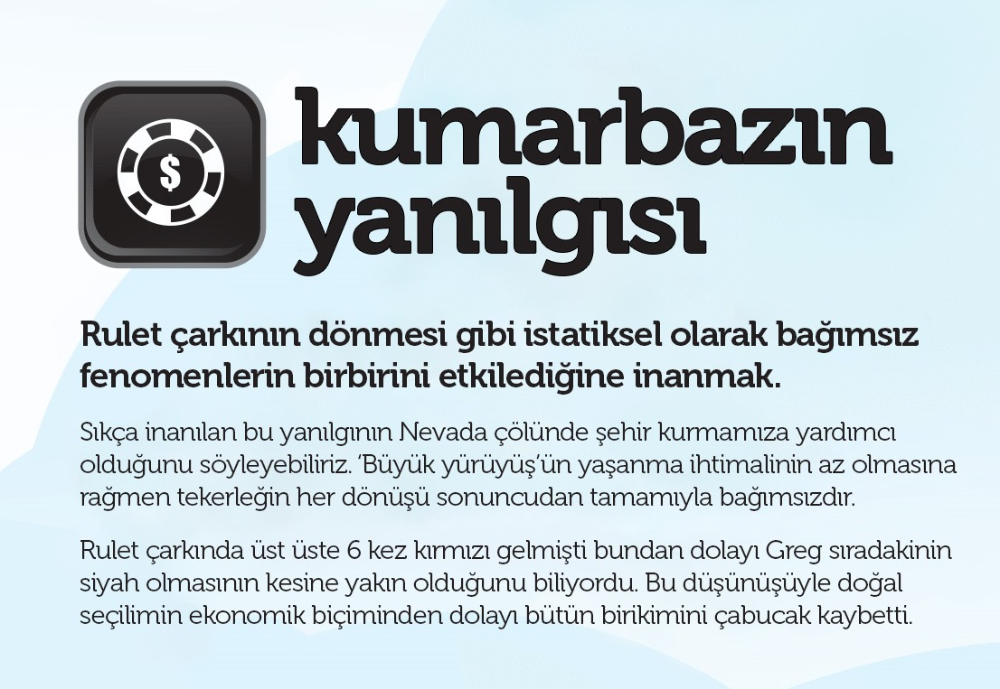 $
kumarbazın
yanılgısı
Rulet çarkının dönmesi gibi istatiksel olarak bağımsız
fenomenlerin birbirini etkilediğine inanmak.
Sıkça inanılan bu yanılgının Nevada çölünde şehir kurmamıza yardımcı
olduğunu söyleyebiliriz. ‘Büyük yürüyüş’ün yaşanma ihtimalinin az olmasına
rağmen tekerleğin her dönüşü sonuncudan tamamıyla bağımsızdır.
Rulet çarkında üst üste 6 kez kırmızı gelmişti bundan dolayı Greg sıradakinin
siyah olmasının kesine yakın olduğunu biliyordu. Bu düşünüşüyle doğal
seçilimin ekonomik biçiminden dolayı bütün birikimini çabucak kaybetti.